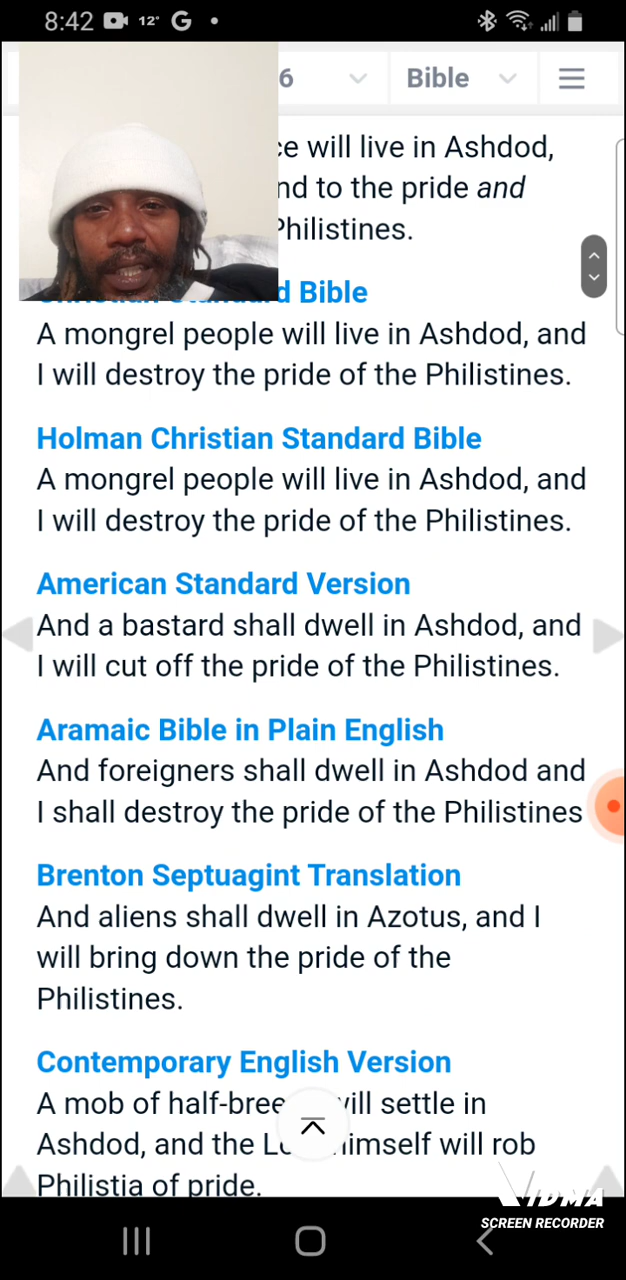 8:42 12° G
6 Bible
ce will live in Ashdod,
nd to the pride and
Philistines.
Christian Standard Bible
A mongrel people will live in Ashdod, and
I will destroy the pride of the Philistines.
Holman Christian Standard Bible
A mongrel people will live in Ashdod, and
I will destroy the pride of the Philistines.
American Standard Version
And a bastard shall dwell in Ashdod, and
I will cut off the pride of the Philistines.
Aramaic Bible in Plain English
And foreigners shall dwell in Ashdod and
I shall destroy the pride of the Philistines
Brenton Septuagint Translation
And aliens shall dwell in Azotus, and I
will bring down the pride of the
Philistines.
Contemporary English Version
A mob of half-bree will settle in
Ashdod, and the Lo himself will rob
Philistia of pride.
VIDMA
SCREEN RECORDER